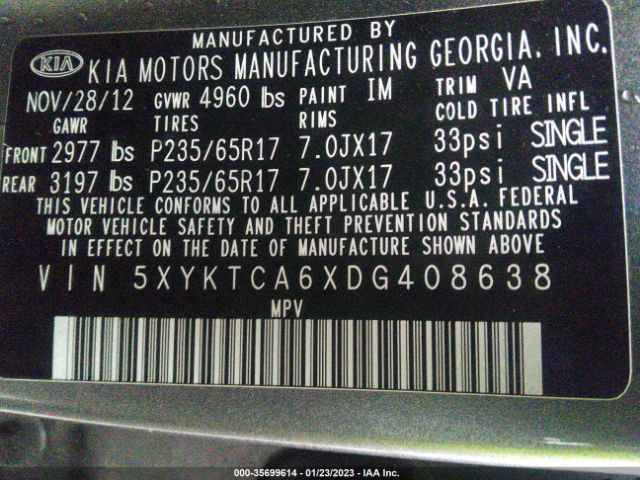 MANUFACTURED BY
KIA KIA MOTORS MANUFACTURING GEORGIA, INC.
NOV/28/12 GVWR 4960 lbs PAINT IM TRIM VA
GAWR TIRES RIMS COLD TIRE INFL
FRONT 2977 lbs P235/65R17 7.0JX17 33psi SINGLE
REAR 3197 lbs P235/65R17 7.0JX17 33psi SINGLE
THIS VEHICLE CONFORMS TO ALL APPLICABLE U.S.A. FEDERAL
MOTOR VEHICLE SAFETY AND THEFT PREVENTION STANDARDS
IN EFFECT ON THE DATE OF MANUFACTURE SHOWN ABOVE
VIN 5XYKTCA6XDG408638
MPV
000-35699614 - 01/23/2023 - IAA Inc.